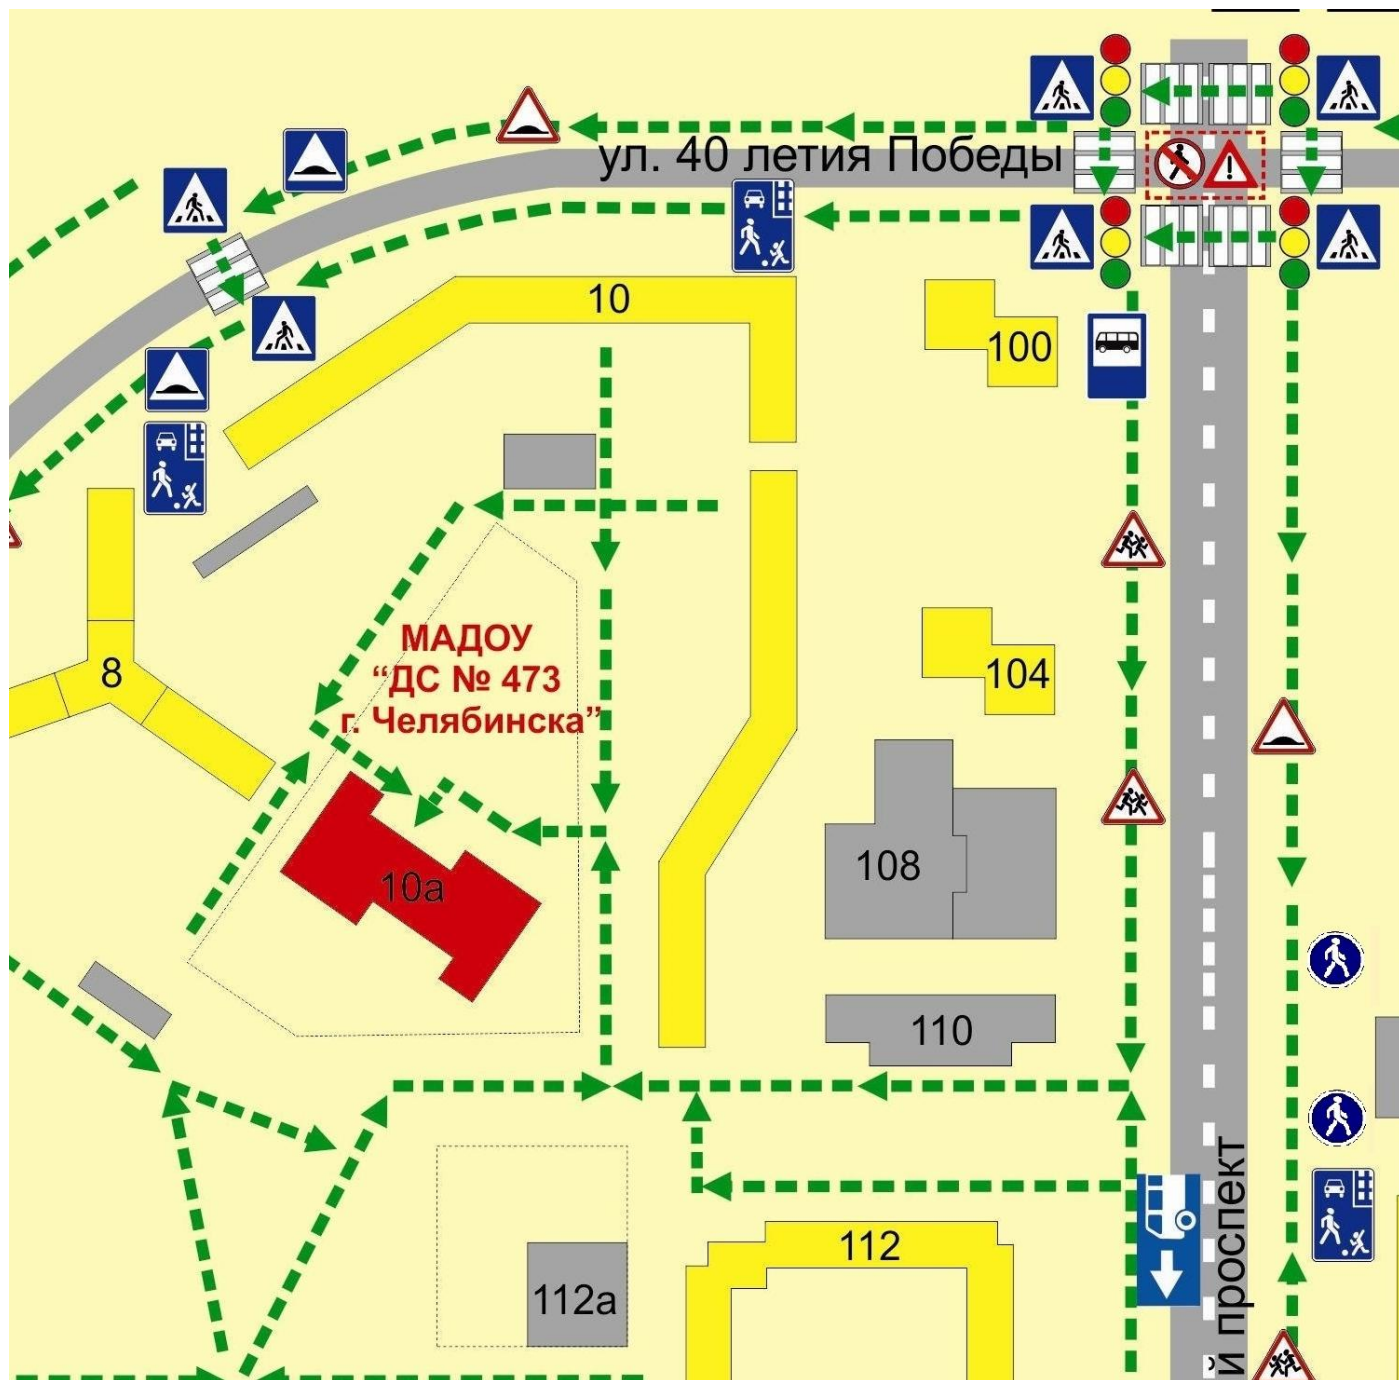 ул. 40 летия Победы
10
100
МАДОУ
“ДС № 473
г. Челябинска”
8
104
10а
108
110
112
112а
й проспект